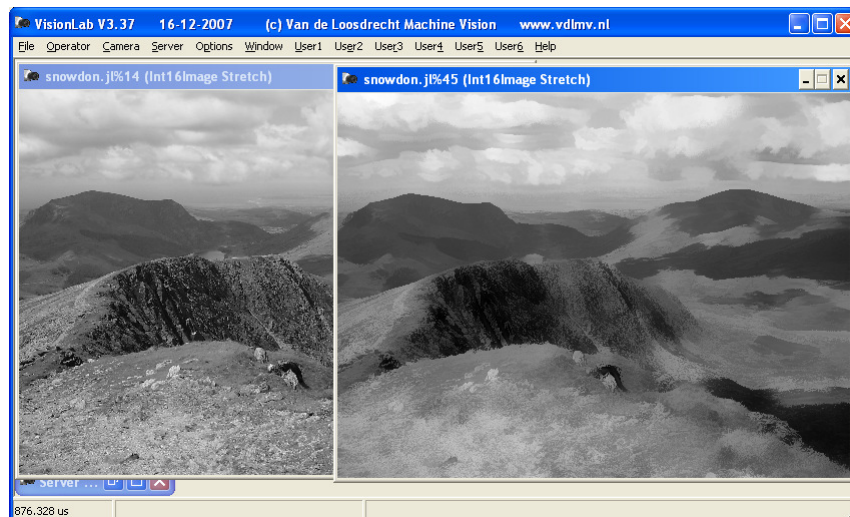 VisionLab V3.37 16-12-2007 (c) Van de Loosdrecht Machine Vision www.vdlmv.nl
File Operator Camera Server Options Window User1 User2 User3 User4 User5 User6 Help
snowdon.jl%14 (Int16Image Stretch)
snowdon.jl%45 (Int16Image Stretch)
Server ...
876.328 us